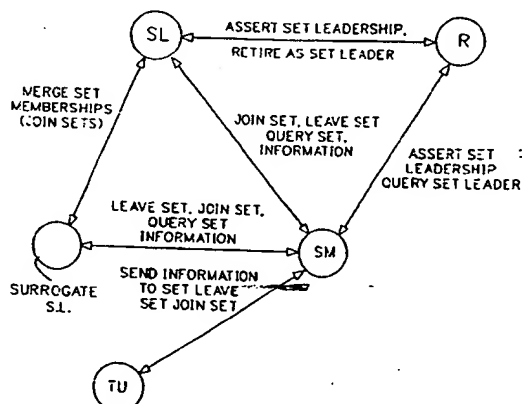 SL
ASSERT SET LEADERSHIP.
RETIRE AS SET LEADER
R
MERGE SET
MEMBERSHIPS
(JOIN SETS)
JOIN SET, LEAVE SET
QUERY SET,
INFORMATION
ASSERT SET
LEADERSHIP
QUERY SET LEADER
LEAVE SET, JOIN SET,
QUERY SET
INFORMATION
SM
SURROGATE
S.L.
SEND INFORMATION
TO SET LEAVE
SET JOIN SET
TU